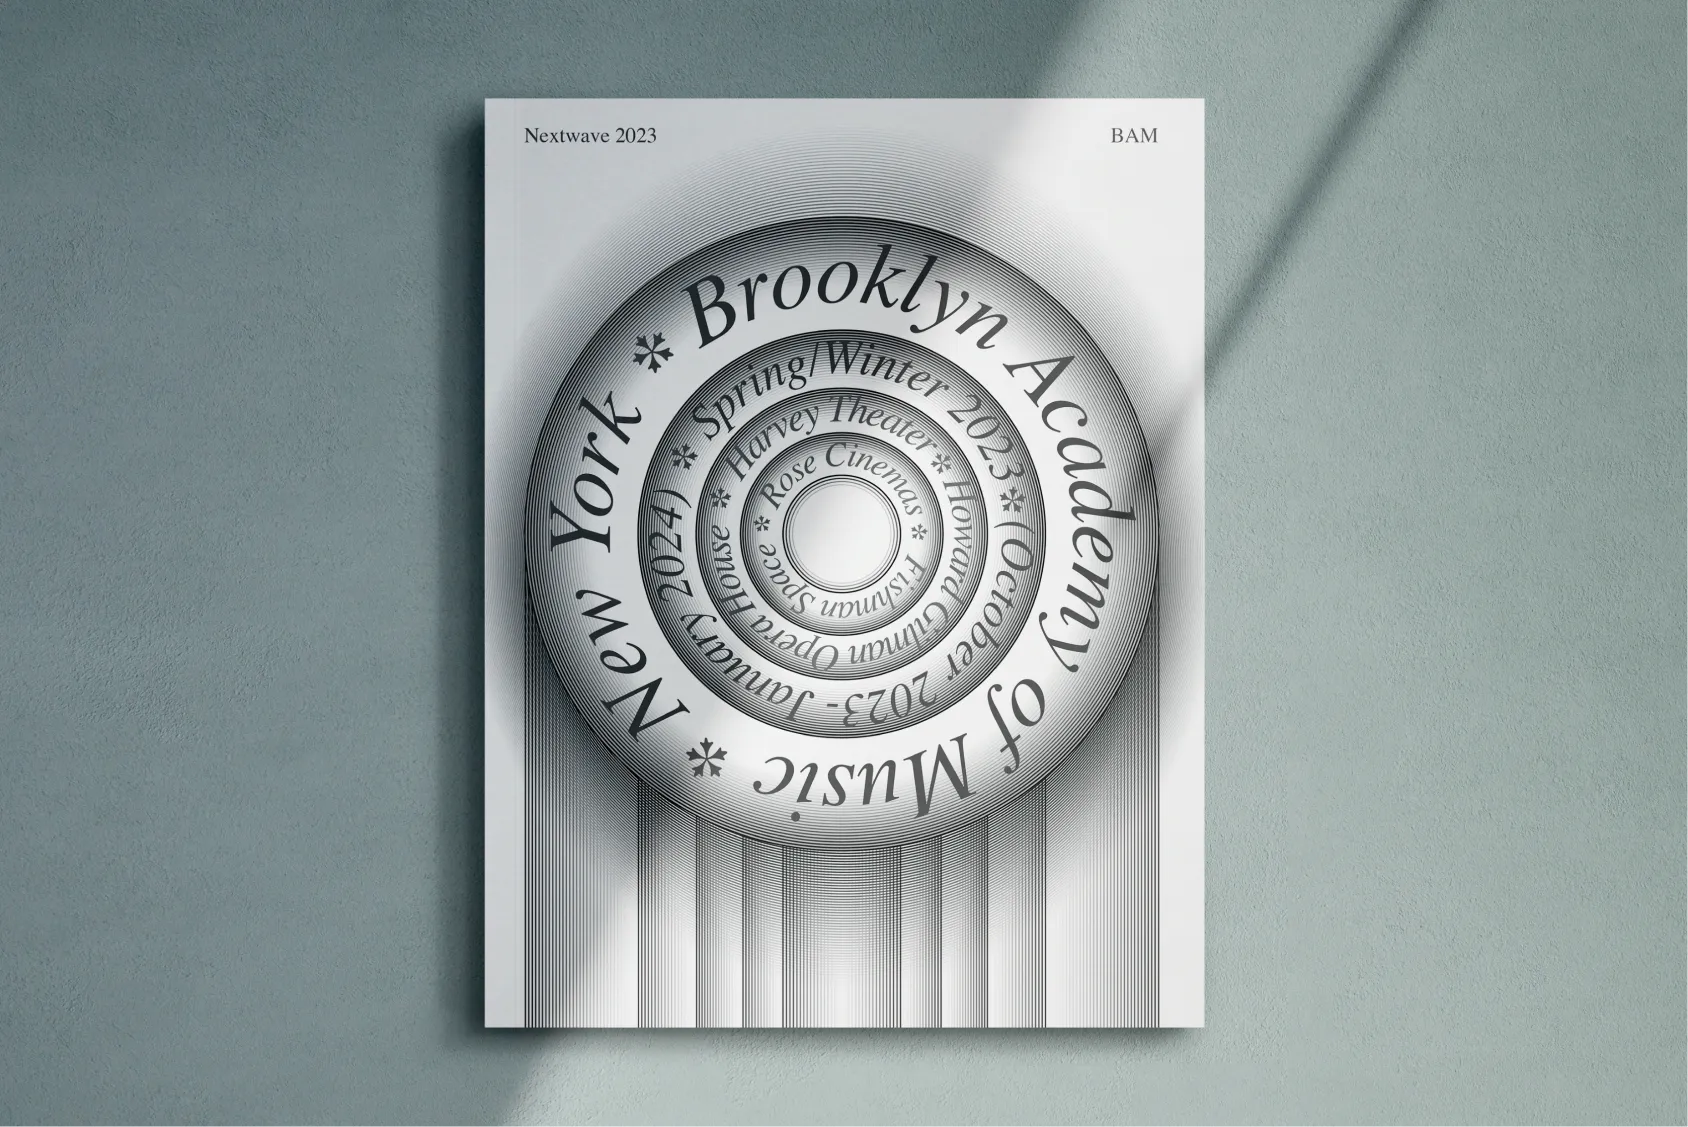 Nextwave 2023
BAM
Brooklyn Academy of Music * New York *
Spring/Winter 2023 * (October 2023- January 2024) *
Harvey Theater * Howard Gilman Opera House *
Rose Cinemas * Fishman Space *